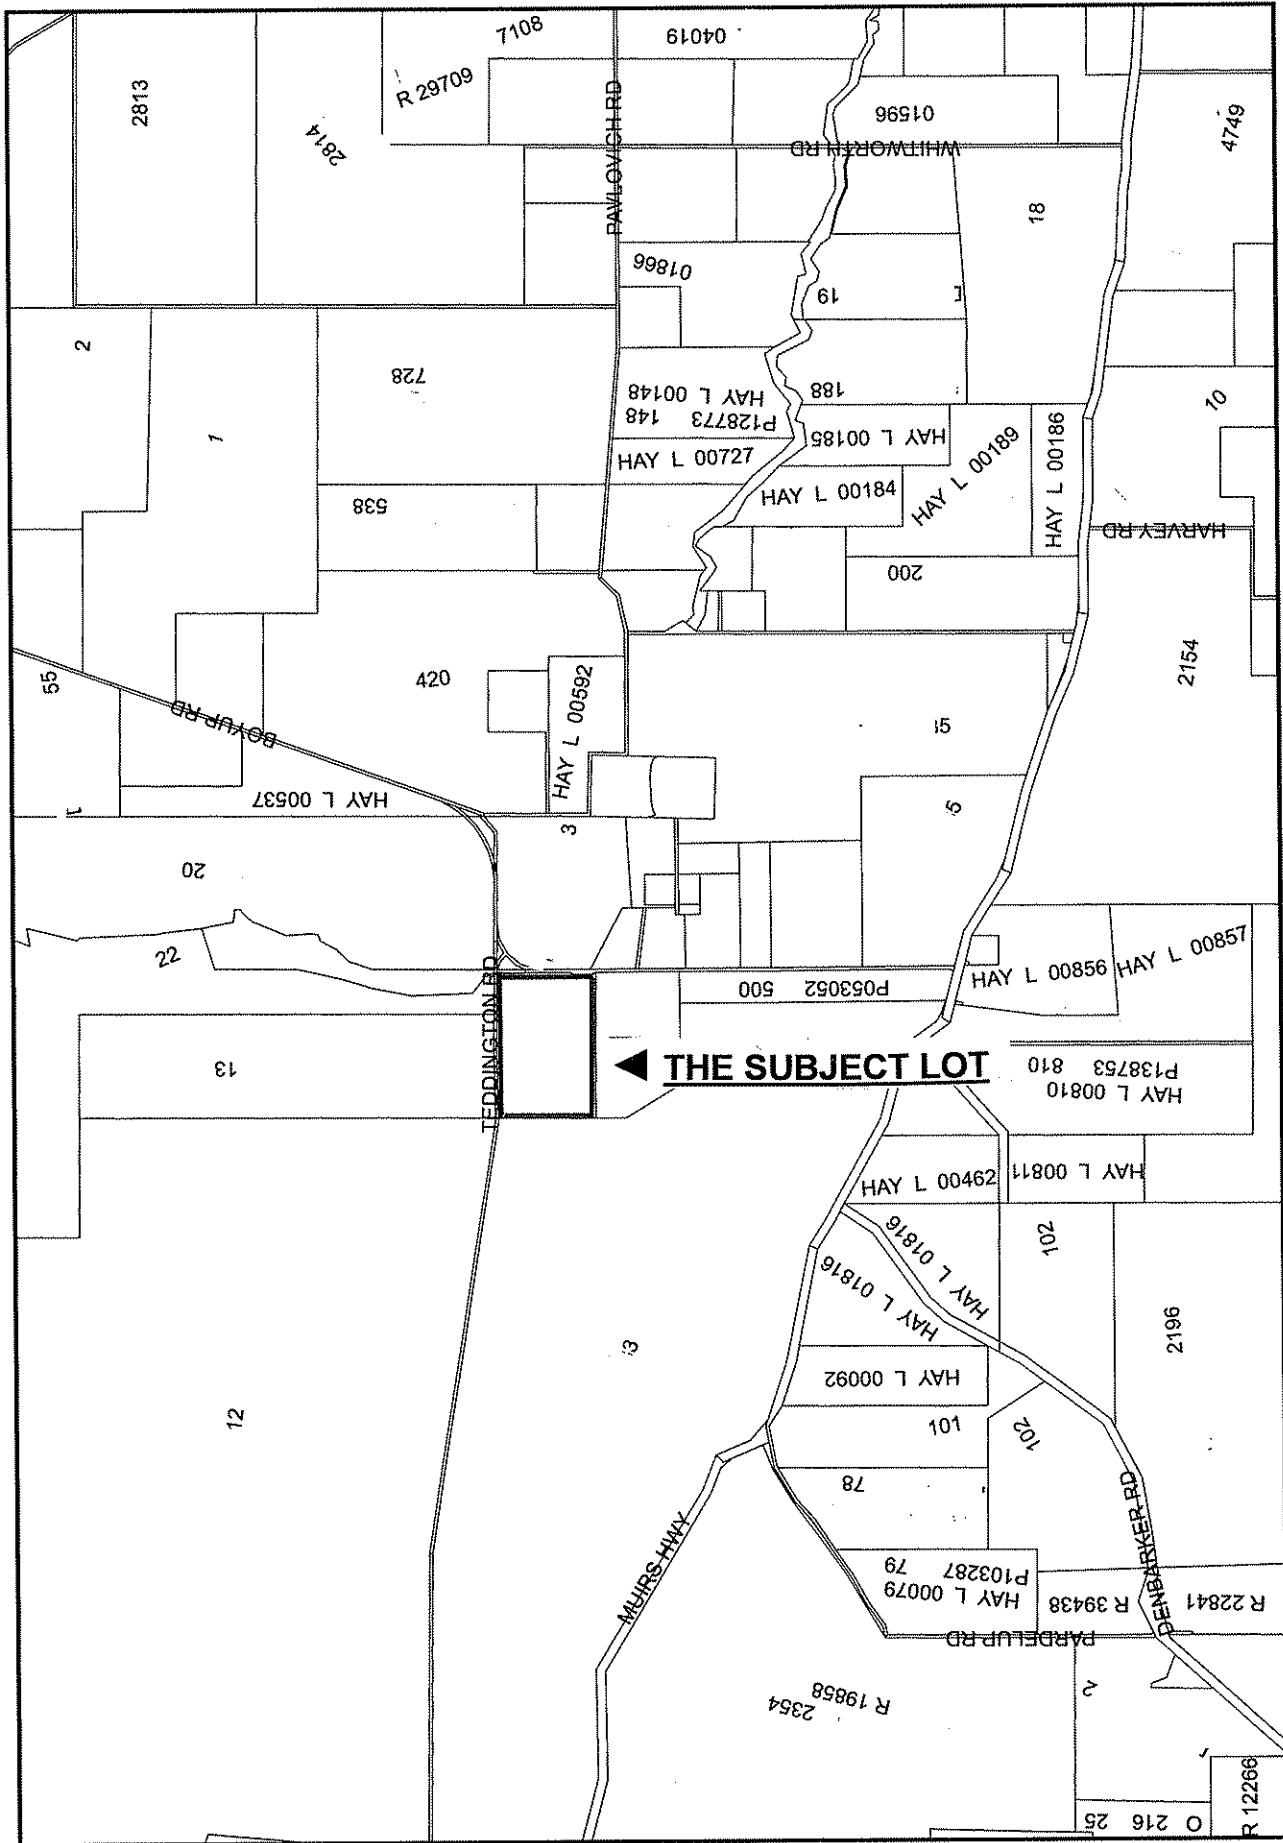 7108
04019
2813
R 29709
2814
PAVLOVICH RD
01596
WHITWORTH RD
4749
18
01866
19
2
728
HAY L 00148
P128773 148
188
10
1
HAY L 00727
HAY L 00185
HAY L 00189
HAY L 00186
538
HAY L 00184
HARVEY RD
200
55
420
HAY L 00592
2154
BOYUP RD
HAY L 00537
1
3
20
22
TEDDINGTON RD
P053052 500
HAY L 00856
HAY L 00857
13
THE SUBJECT LOT
P138753 810
HAY L 00810
HAY L 00462
HAY L 00811
HAY L 01816
HAY L 01816
102
2196
12
HAY L 00092
101
102
78
MUIRS HWY
DENBARKER RD
HAY L 00079
P103287 79
R 39438
R 22841
PARDELUP RD
R 19858
2354
2
R 12266
O 216 25